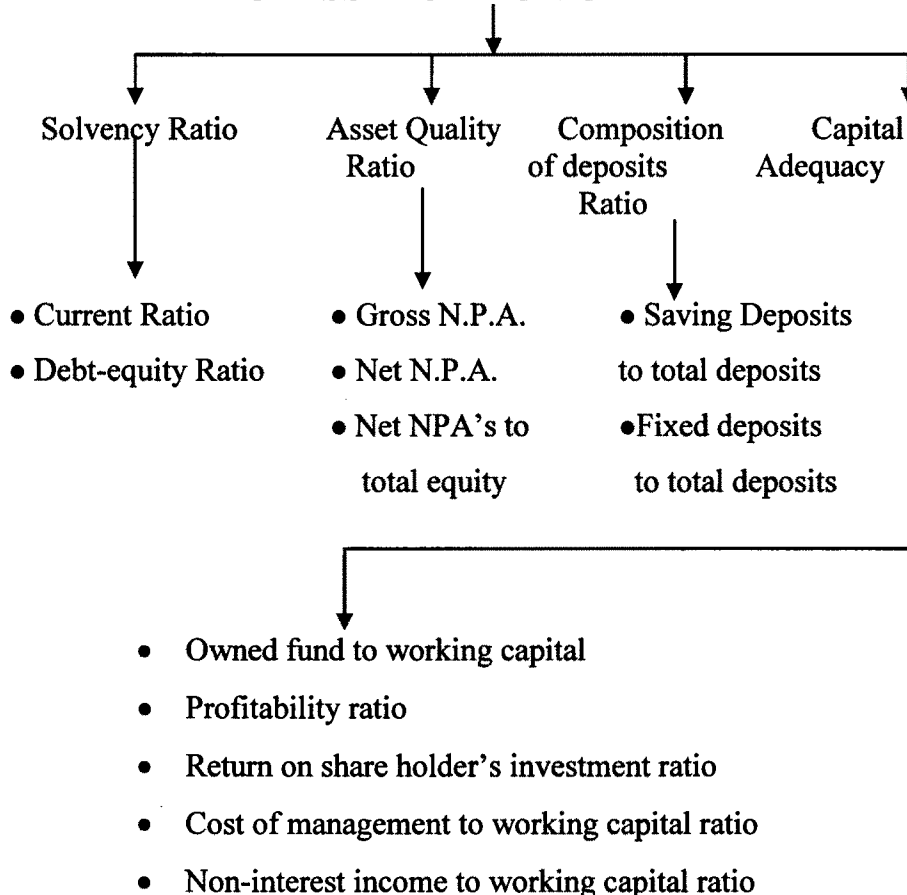 Solvency Ratio
Asset Quality
Ratio
Composition
of deposits
Ratio
Capital
Adequacy
● Current Ratio
● Debt-equity Ratio
● Gross N.P.A.
● Net N.P.A.
● Net NPA's to
total equity
● Saving Deposits
to total deposits
●Fixed deposits
to total deposits
• Owned fund to working capital
• Profitability ratio
• Return on share holder's investment ratio
• Cost of management to working capital ratio
• Non-interest income to working capital ratio